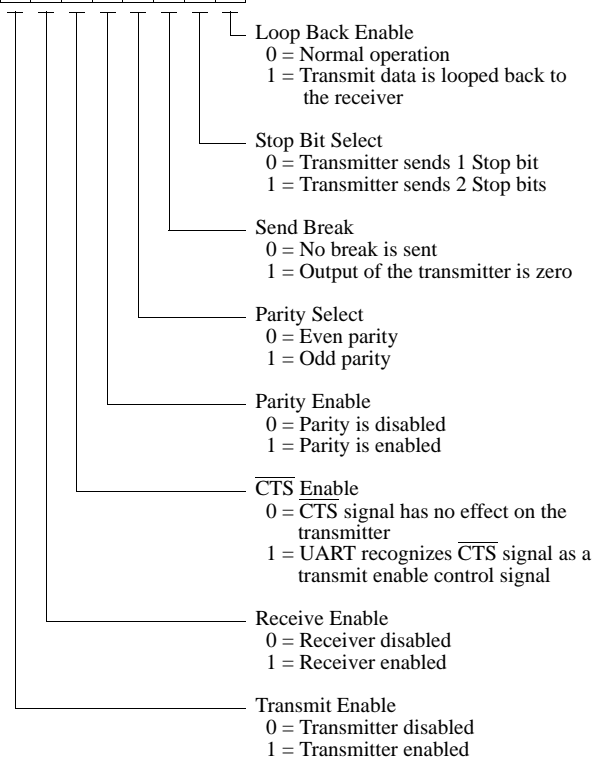 Loop Back Enable
0 = Normal operation
1 = Transmit data is looped back to
the receiver
Stop Bit Select
0 = Transmitter sends 1 Stop bit
1 = Transmitter sends 2 Stop bits
Send Break
0 = No break is sent
1 = Output of the transmitter is zero
Parity Select
0 = Even parity
1 = Odd parity
Parity Enable
0 = Parity is disabled
1 = Parity is enabled
C̅T̅S̅ Enable
0 = C̅T̅S̅ signal has no effect on the
transmitter
1 = UART recognizes C̅T̅S̅ signal as a
transmit enable control signal
Receive Enable
0 = Receiver disabled
1 = Receiver enabled
Transmit Enable
0 = Transmitter disabled
1 = Transmitter enabled